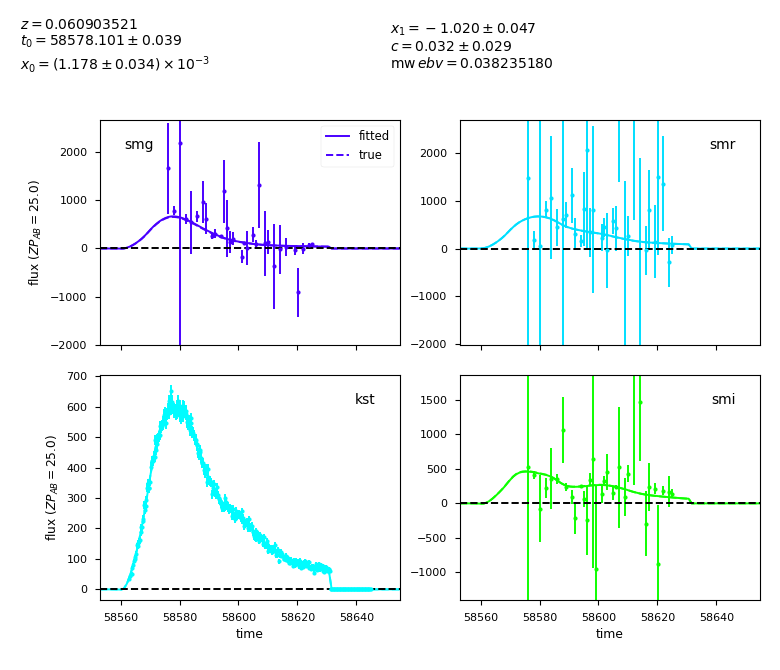 z = 0.060903521
t₀ = 58578.101 ± 0.039
x₀ = (1.178 ± 0.034) × 10⁻³
x₁ = −1.020 ± 0.047
c = 0.032 ± 0.029
mw ebv = 0.038235180
smg
fitted
true
2000
1000
0
−1000
−2000
flux (ZP_AB = 25.0)
smr
2000
1000
0
−1000
−2000
kst
700
600
500
400
300
200
100
0
flux (ZP_AB = 25.0)
58560 58580 58600 58620 58640
time
smi
1500
1000
500
0
−500
−1000
58560 58580 58600 58620 58640
time